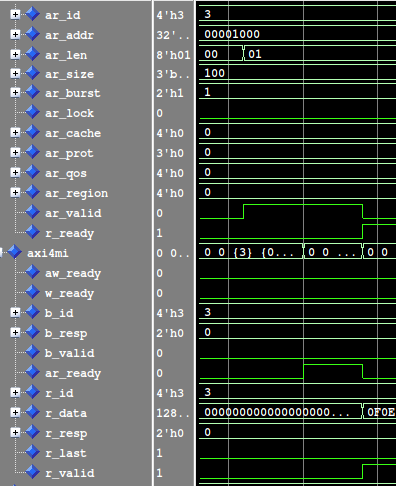 ar_id 4'h3 3
ar_addr 32'... 00001000
ar_len 8'h01 00 01
ar_size 3'b... 100
ar_burst 2'h1 1
ar_lock 0
ar_cache 4'h0 0
ar_prot 3'h0 0
ar_qos 4'h0 0
ar_region 4'h0 0
ar_valid 0
r_ready 1
axi4mi 0 0... 0 0 {3} {0... 0 0 ... 0 0
aw_ready 0
w_ready 0
b_id 4'h3 3
b_resp 2'h0 0
b_valid 0
ar_ready 0
r_id 4'h3 3
r_data 128... 000000000000000000... 0F0E
r_resp 2'h0 0
r_last 1
r_valid 1